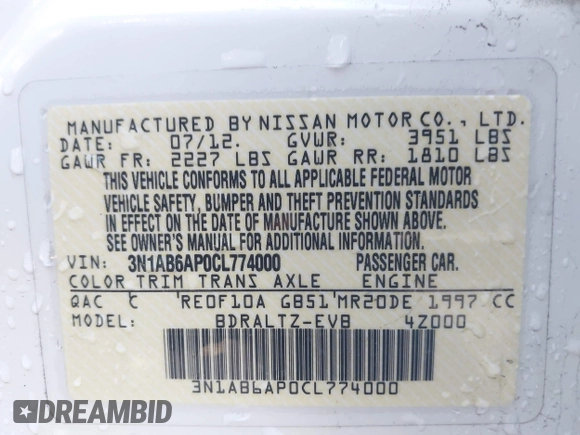 MANUFACTURED BY NISSAN MOTOR CO., LTD.
DATE: 07/12. GVWR: 3951 LBS
GAWR FR: 2227 LBS GAWR RR: 1810 LBS
THIS VEHICLE CONFORMS TO ALL APPLICABLE FEDERAL MOTOR
VEHICLE SAFETY, BUMPER AND THEFT PREVENTION STANDARDS
IN EFFECT ON THE DATE OF MANUFACTURE SHOWN ABOVE.
SEE OWNER'S MANUAL FOR ADDITIONAL INFORMATION.
VIN: 3N1AB6AP0CL774000 PASSENGER CAR.
COLOR TRIM TRANS AXLE ENGINE
QAC C RE0F10A GB51 MR20DE 1997 CC
MODEL: BDRALTZ-EVB 4Z000
3N1AB6AP0CL774000
DREAMBID